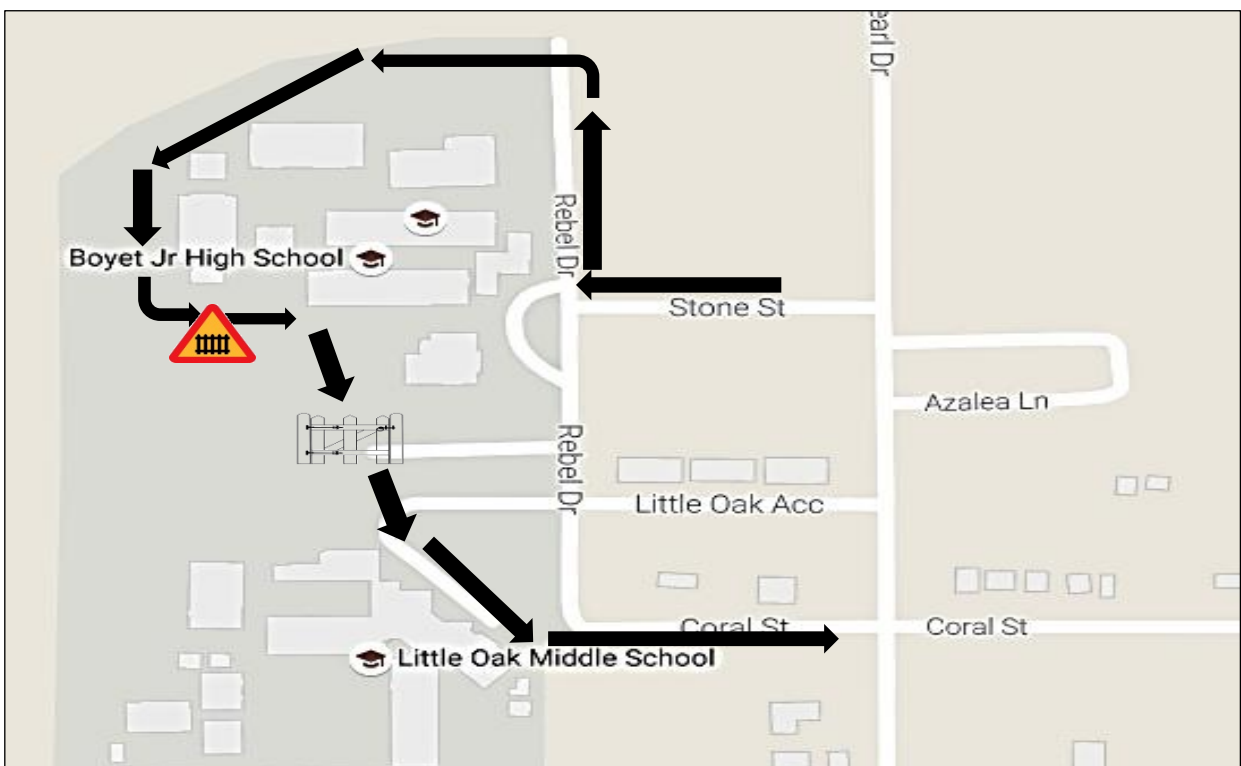 earl Dr
Rebel Dr
Boyet Jr High School
Stone St
Azalea Ln
Rebel Dr
Little Oak Acc
Coral St
Coral St
Little Oak Middle School